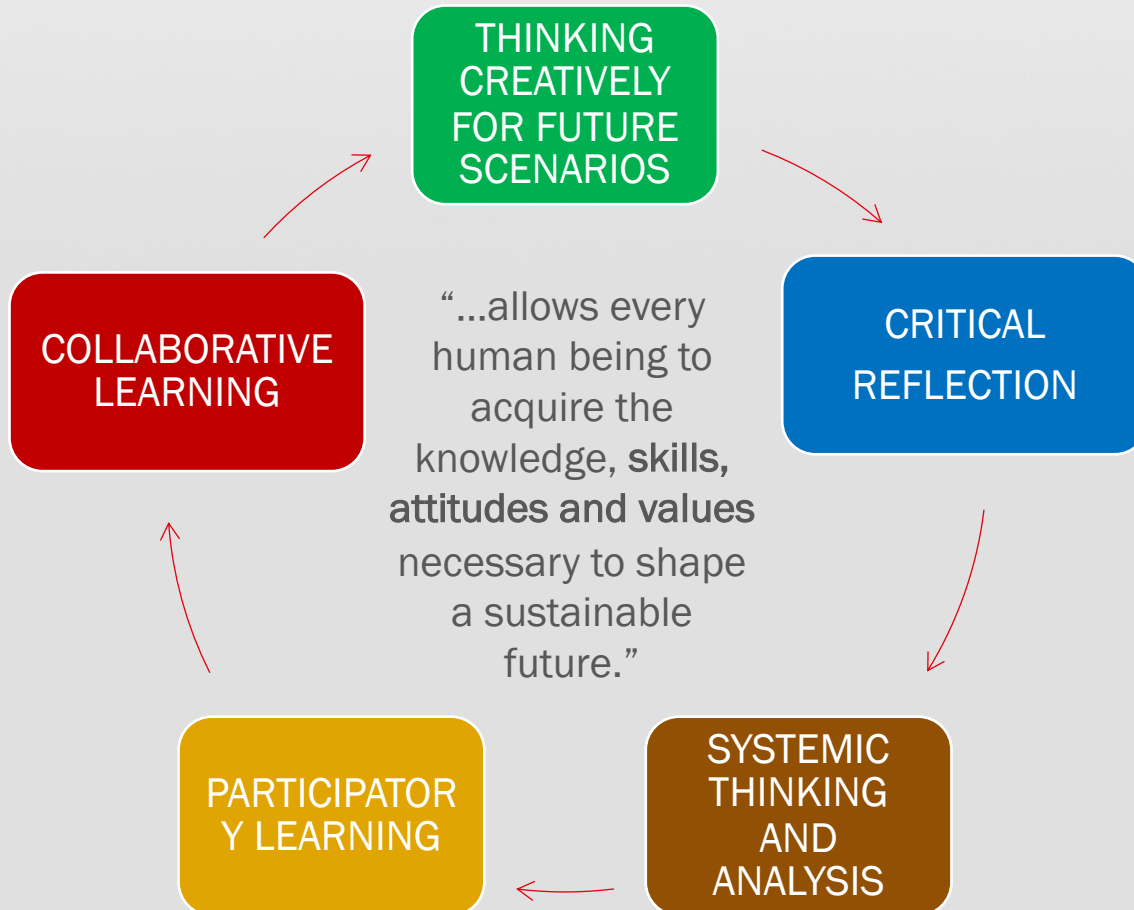 THINKING
CREATIVELY
FOR FUTURE
SCENARIOS
CRITICAL
REFLECTION
SYSTEMIC
THINKING
AND
ANALYSIS
PARTICIPATOR
Y LEARNING
COLLABORATIVE
LEARNING
“…allows every
human being to
acquire the
knowledge, skills,
attitudes and values
necessary to shape
a sustainable
future.”